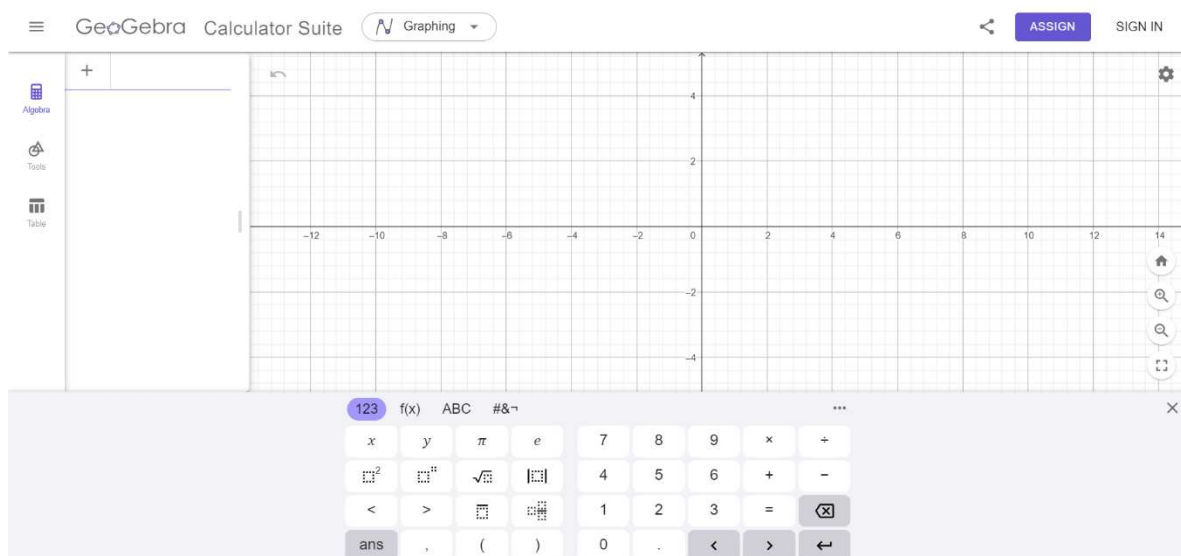 GeoGebra Calculator Suite Graphing ASSIGN SIGN IN
+
Algebra
Tools
Table
4
2
−12 −10 −8 −6 −4 −2 0 2 4 6 8 10 12 14
−2
−4
123 f(x) ABC #&¬ ...
x y π e 7 8 9 × ÷
2 √ 4 5 6 + −
< > 1 2 3 =
ans , ( ) 0 . < >